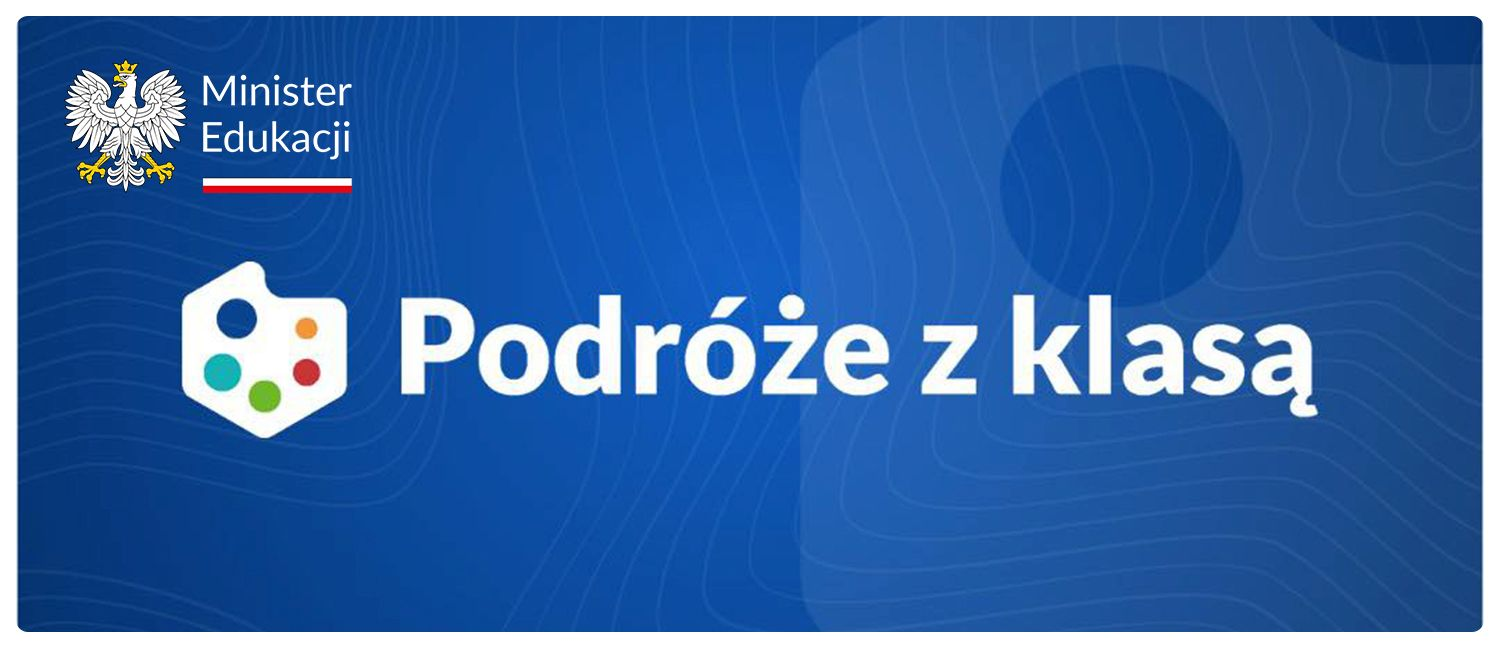 Minister
Edukacji
Podróże z klasą